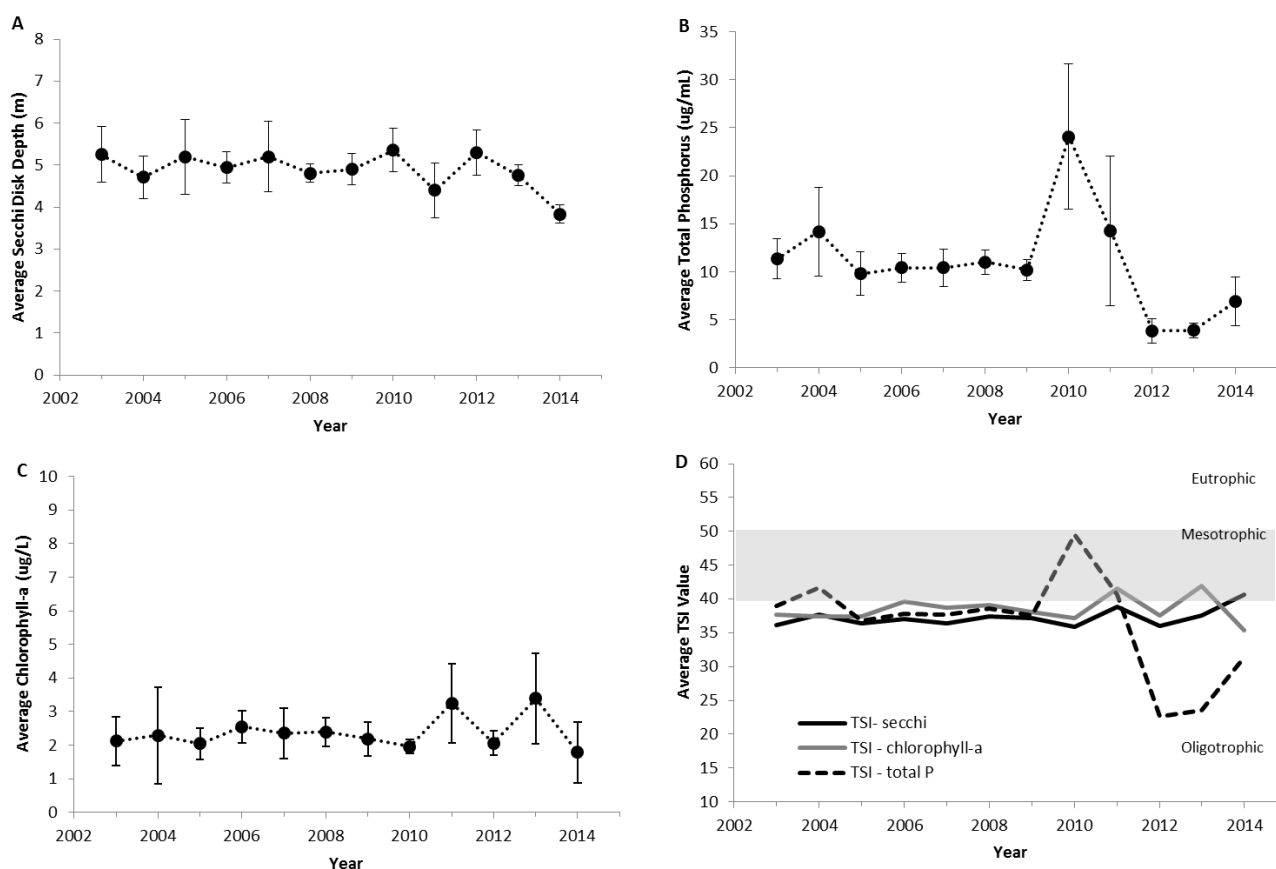 A
8
7
6
5
4
3
2
1
0
Average Secchi Disk Depth (m)
2002 2004 2006 2008 2010 2012 2014
Year
B
35
30
25
20
15
10
5
0
Average Total Phosphorus (ug/mL)
2002 2004 2006 2008 2010 2012 2014
Year
C
10
9
8
7
6
5
4
3
2
1
0
Average Chlorophyll-a (ug/L)
2002 2004 2006 2008 2010 2012 2014
Year
D
60
55
50
45
40
35
30
25
20
15
10
Average TSI Value
Eutrophic
Mesotrophic
Oligotrophic
TSI- secchi
TSI - chlorophyll-a
TSI - total P
2002 2004 2006 2008 2010 2012 2014
Year